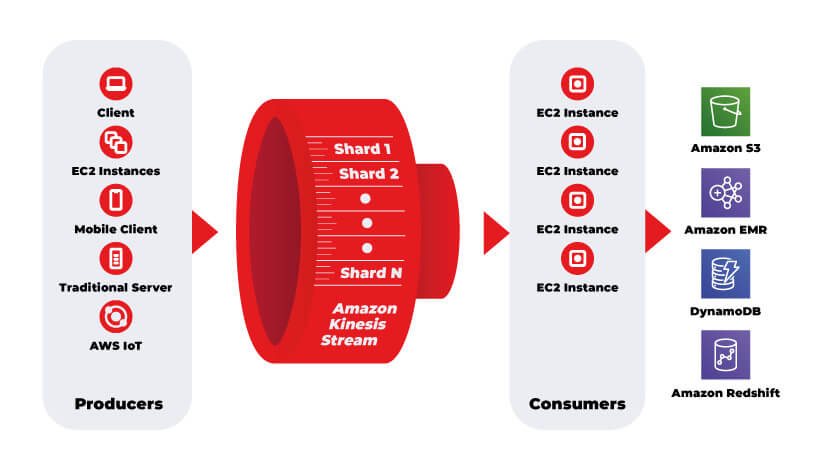 Client
EC2 Instances
Mobile Client
Traditional Server
AWS IoT
Producers
Shard 1
Shard 2
Shard N
Amazon
Kinesis
Stream
EC2 Instance
EC2 Instance
EC2 Instance
EC2 Instance
Consumers
Amazon S3
Amazon EMR
DynamoDB
Amazon Redshift